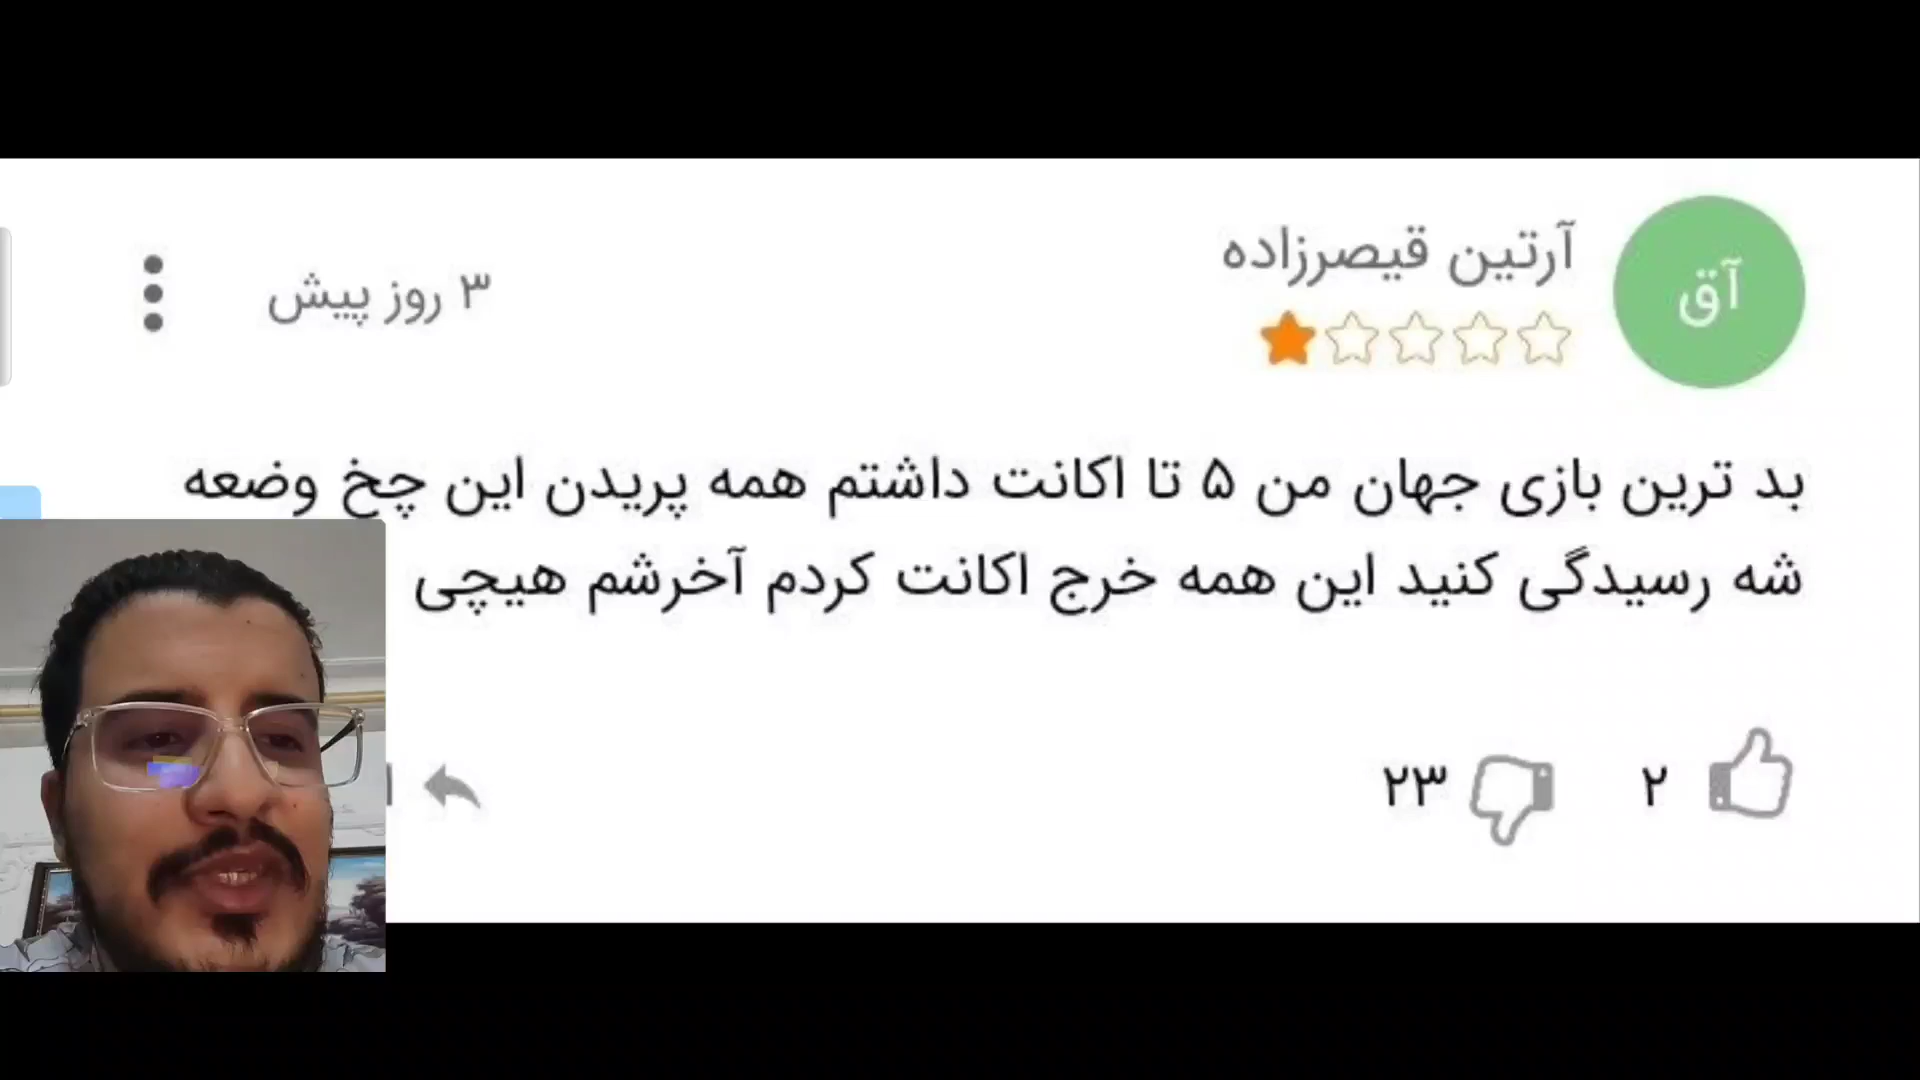 آق
آرتین قیصرزاده
۳ روز پیش
بد ترین بازی جهان من ۵ تا اکانت داشتم همه پریدن این چخ وضعه
شه رسیدگی کنید این همه خرج اکانت کردم آخرشم هیچی
۲
۲۳